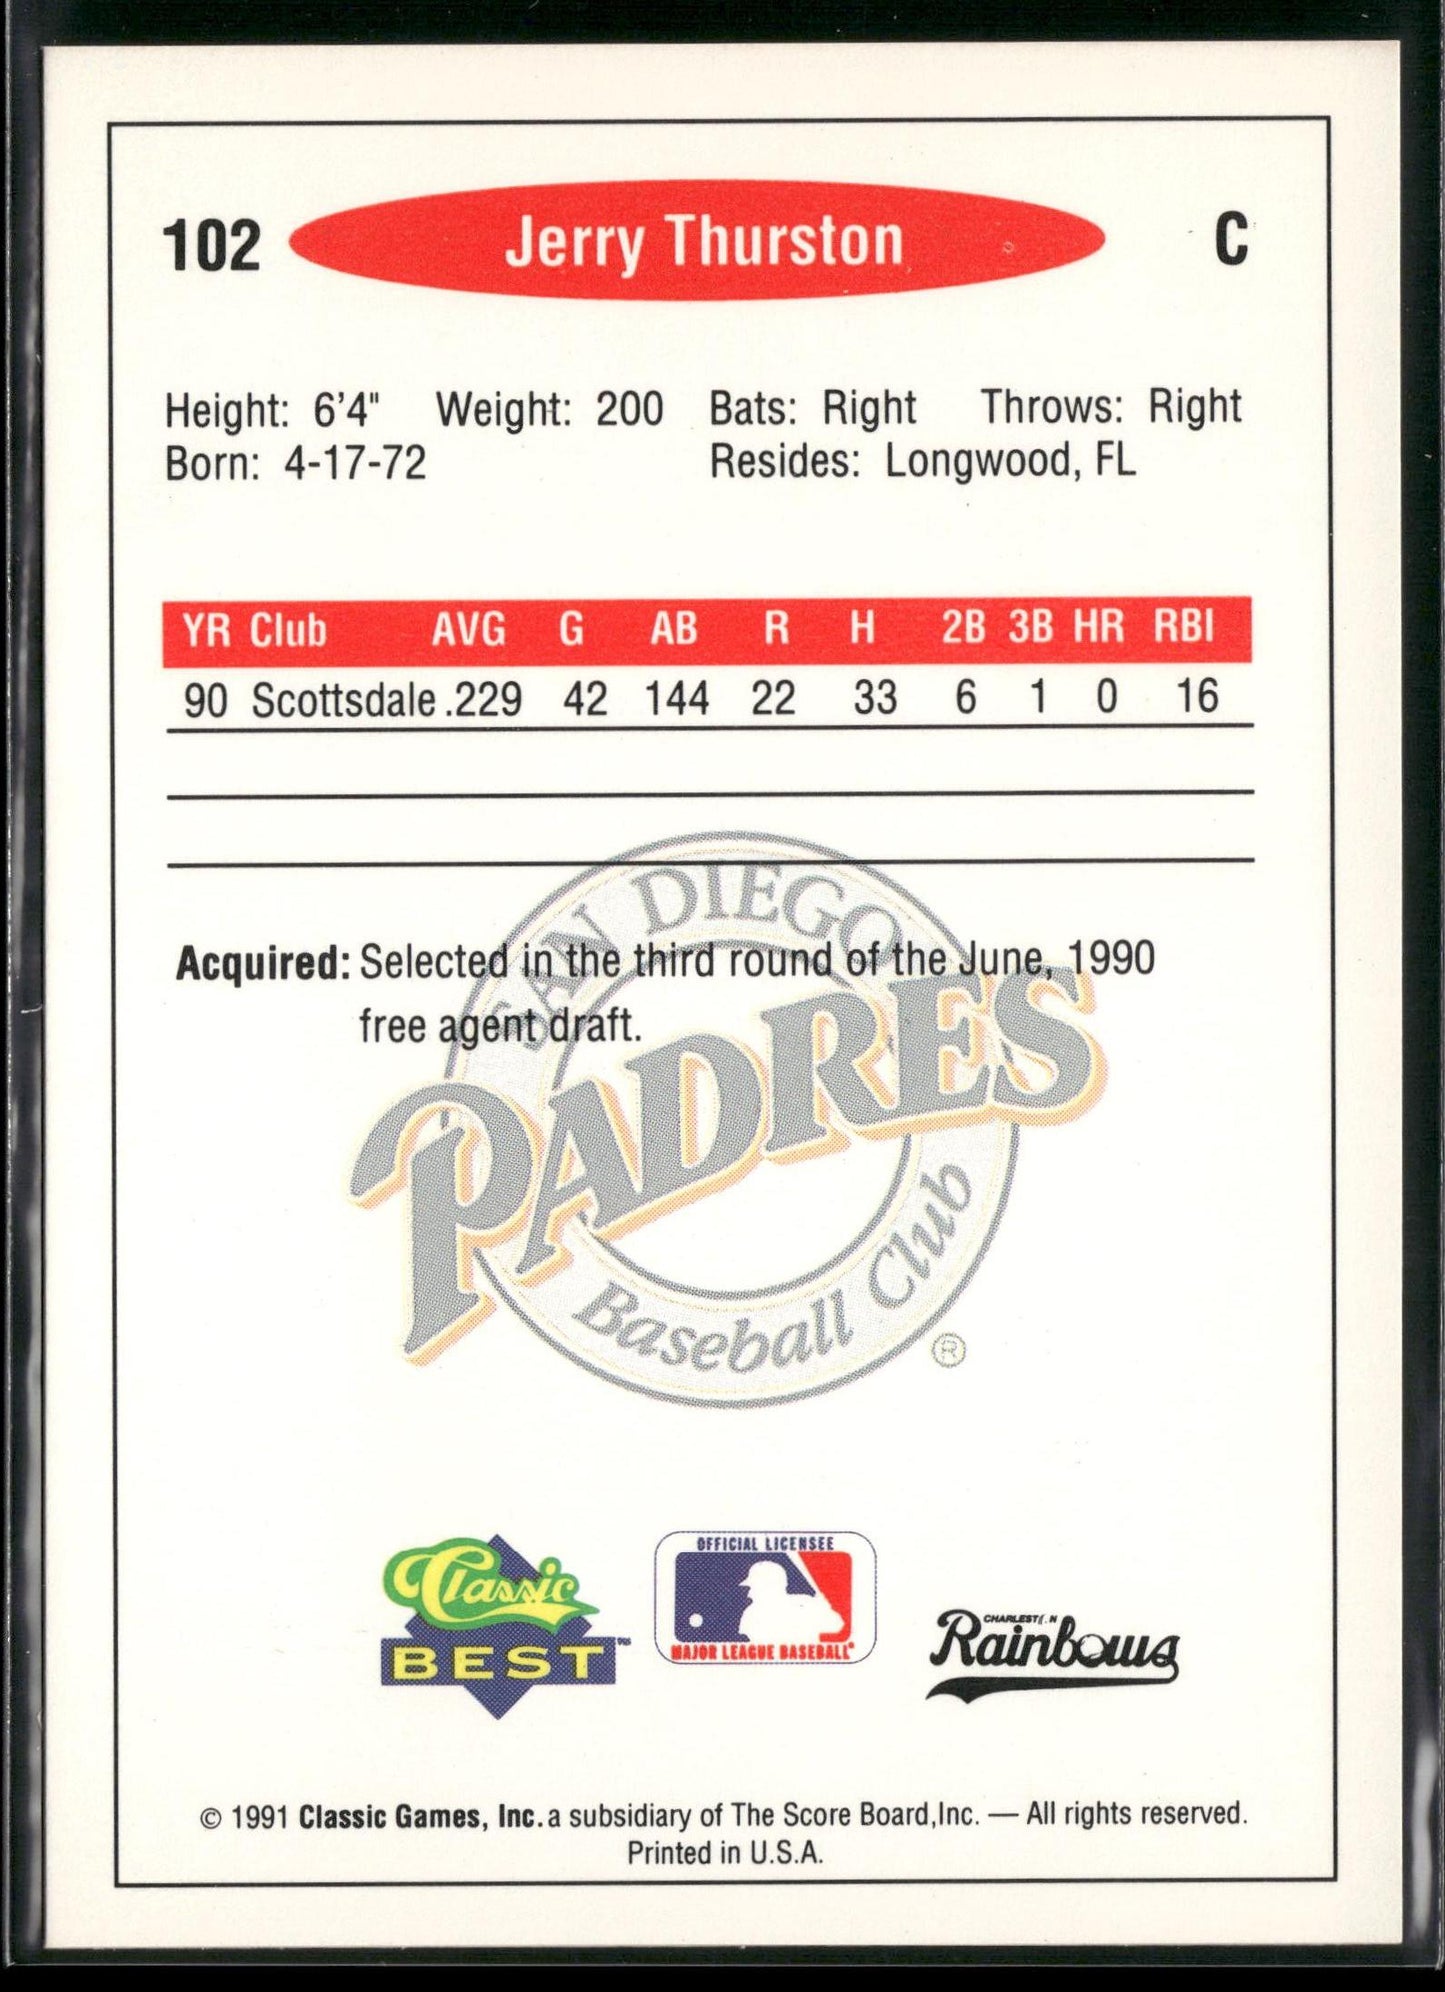 102 Jerry Thurston C
Height: 6'4" Weight: 200 Bats: Right Throws: Right
Born: 4-17-72 Resides: Longwood, FL
YR Club AVG G AB R H 2B 3B HR RBI
90 Scottsdale .229 42 144 22 33 6 1 0 16
SAN DIEGO
Acquired: Selected in the third round of the June, 1990
free agent draft.
PADRES
Baseball Club
®
Classic
BEST™
OFFICIAL LICENSEE
MAJOR LEAGUE BASEBALL®
CHARLESTON
Rainbows
© 1991 Classic Games, Inc. a subsidiary of The Score Board,Inc. — All rights reserved.
Printed in U.S.A.